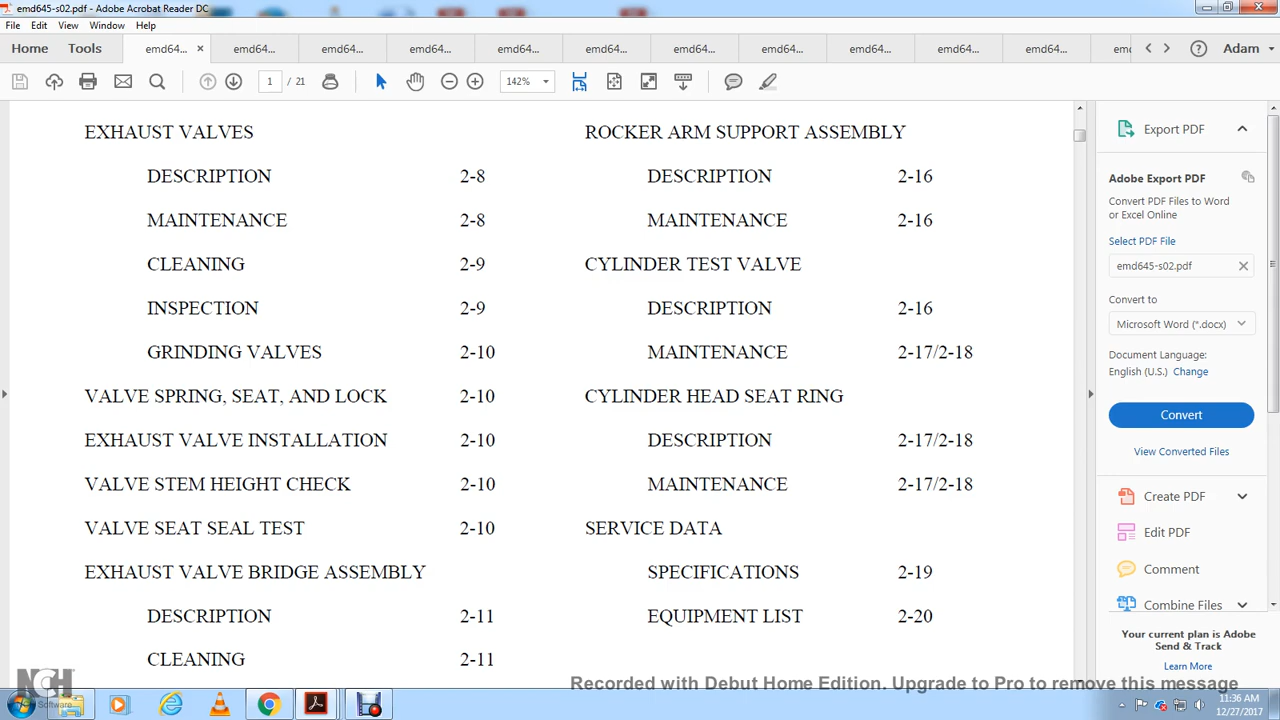 emd645-s02.pdf - Adobe Acrobat Reader DC
File Edit View Window Help
Home Tools emd64... × emd64... emd64... emd64... emd64... emd64... emd64... emd64... emd64... emd64... emd64... Adam
1 / 21 142%
EXHAUST VALVES
DESCRIPTION 2-8
MAINTENANCE 2-8
CLEANING 2-9
INSPECTION 2-9
GRINDING VALVES 2-10
VALVE SPRING, SEAT, AND LOCK 2-10
EXHAUST VALVE INSTALLATION 2-10
VALVE STEM HEIGHT CHECK 2-10
VALVE SEAT SEAL TEST 2-10
EXHAUST VALVE BRIDGE ASSEMBLY
DESCRIPTION 2-11
CLEANING 2-11
ROCKER ARM SUPPORT ASSEMBLY
DESCRIPTION 2-16
MAINTENANCE 2-16
CYLINDER TEST VALVE
DESCRIPTION 2-16
MAINTENANCE 2-17/2-18
CYLINDER HEAD SEAT RING
DESCRIPTION 2-17/2-18
MAINTENANCE 2-17/2-18
SERVICE DATA
SPECIFICATIONS 2-19
EQUIPMENT LIST 2-20
Export PDF
Adobe Export PDF
Convert PDF Files to Word
or Excel Online
Select PDF File
emd645-s02.pdf
Convert to
Microsoft Word (*.docx)
Document Language:
English (U.S.) Change
Convert
View Converted Files
Create PDF
Edit PDF
Comment
Combine Files
Your current plan is Adobe
Send & Track
Learn More
NCH
Software
Recorded with Debut Home Edition. Upgrade to Pro to remove this message
11:36 AM
12/27/2017